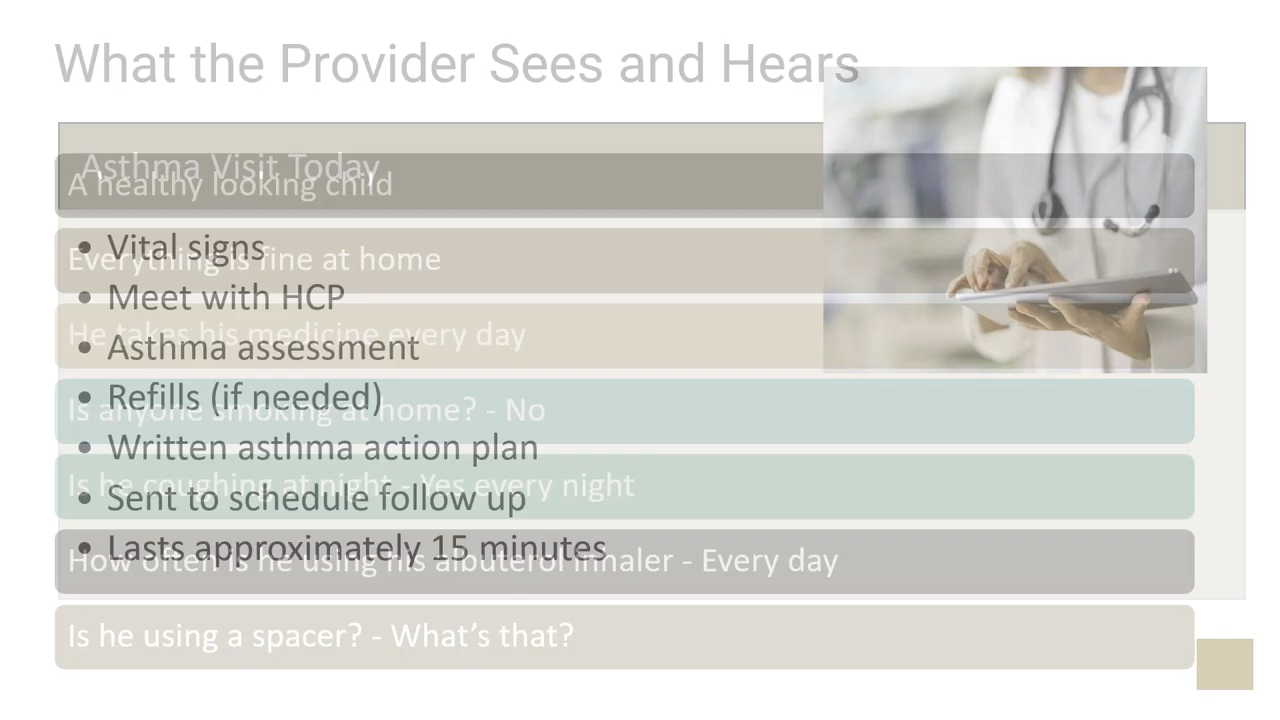 What the Provider Sees and Hears
Asthma Visit Today
A healthy looking child
• Vital signs
Everything is fine at home
• Meet with HCP
He takes his medicine every day
• Asthma assessment
• Refills (if needed)
Is anyone smoking at home? - No
• Written asthma action plan
Is he coughing at night - Yes every night
• Sent to schedule follow up
• Lasts approximately 15 minutes
How often is he using his albuterol inhaler - Every day
Is he using a spacer? - What’s that?